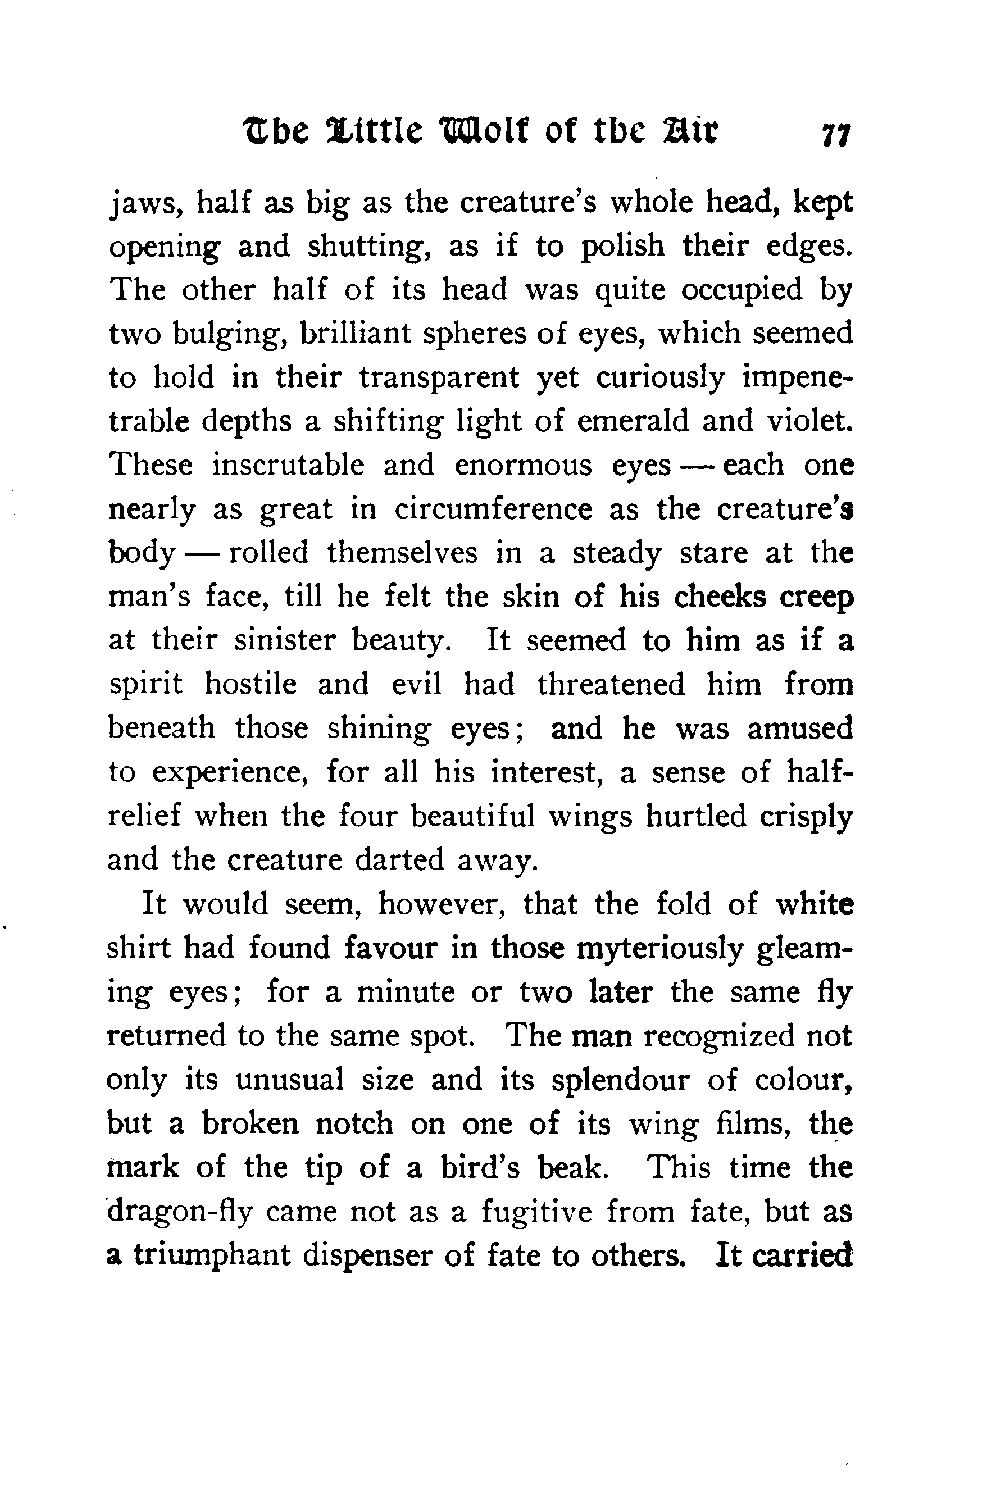 The Little Wolf of the Air 77
jaws, half as big as the creature's whole head, kept
opening and shutting, as if to polish their edges.
The other half of its head was quite occupied by
two bulging, brilliant spheres of eyes, which seemed
to hold in their transparent yet curiously impene-
trable depths a shifting light of emerald and violet.
These inscrutable and enormous eyes — each one
nearly as great in circumference as the creature's
body — rolled themselves in a steady stare at the
man's face, till he felt the skin of his cheeks creep
at their sinister beauty. It seemed to him as if a
spirit hostile and evil had threatened him from
beneath those shining eyes; and he was amused
to experience, for all his interest, a sense of half-
relief when the four beautiful wings hurtled crisply
and the creature darted away.
It would seem, however, that the fold of white
shirt had found favour in those myteriously gleam-
ing eyes; for a minute or two later the same fly
returned to the same spot. The man recognized not
only its unusual size and its splendour of colour,
but a broken notch on one of its wing films, the
mark of the tip of a bird's beak. This time the
dragon-fly came not as a fugitive from fate, but as
a triumphant dispenser of fate to others. It carried